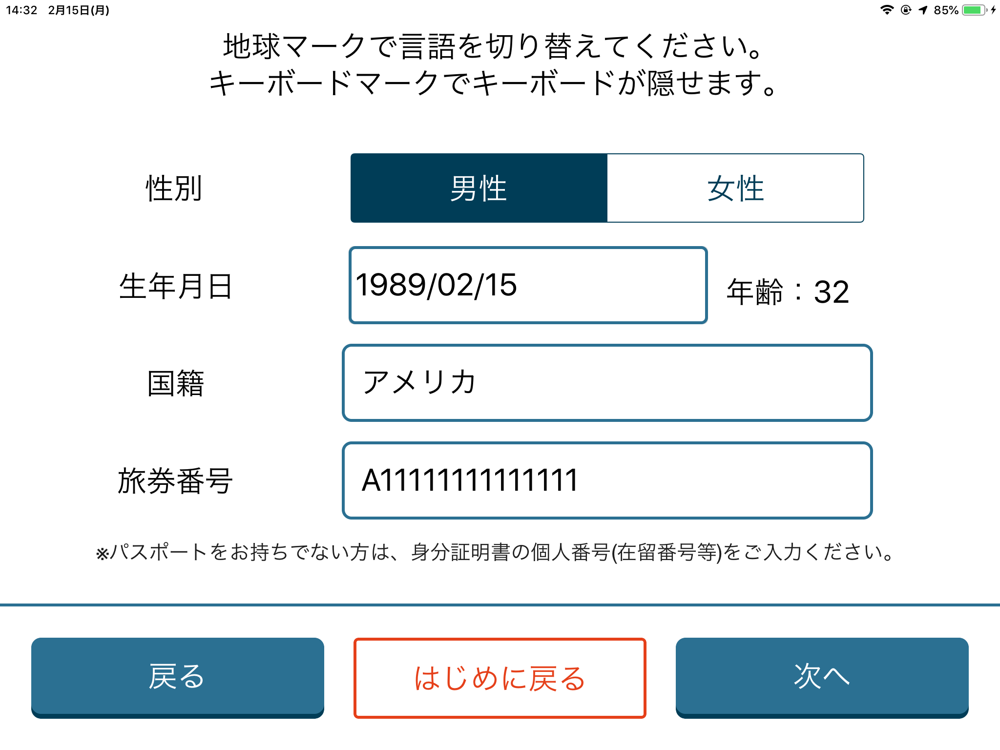 14:32 2月15日(月) 85%
地球マークで言語を切り替えてください。
キーボードマークでキーボードが隠せます。
性別 男性 女性
生年月日 1989/02/15 年齢：32
国籍 アメリカ
旅券番号 A11111111111111
※パスポートをお持ちでない方は、身分証明書の個人番号(在留番号等)をご入力ください。
戻る はじめに戻る 次へ